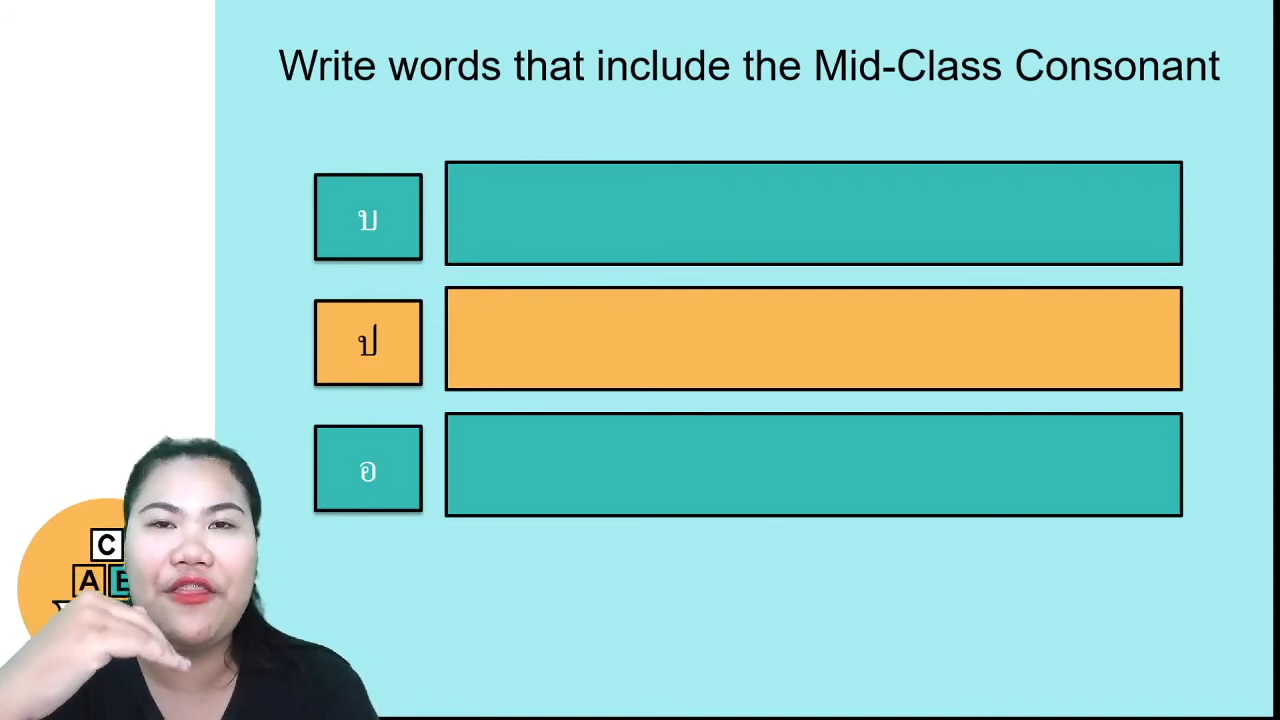 Write words that include the Mid-Class Consonant
บ
ป
อ
C
A B